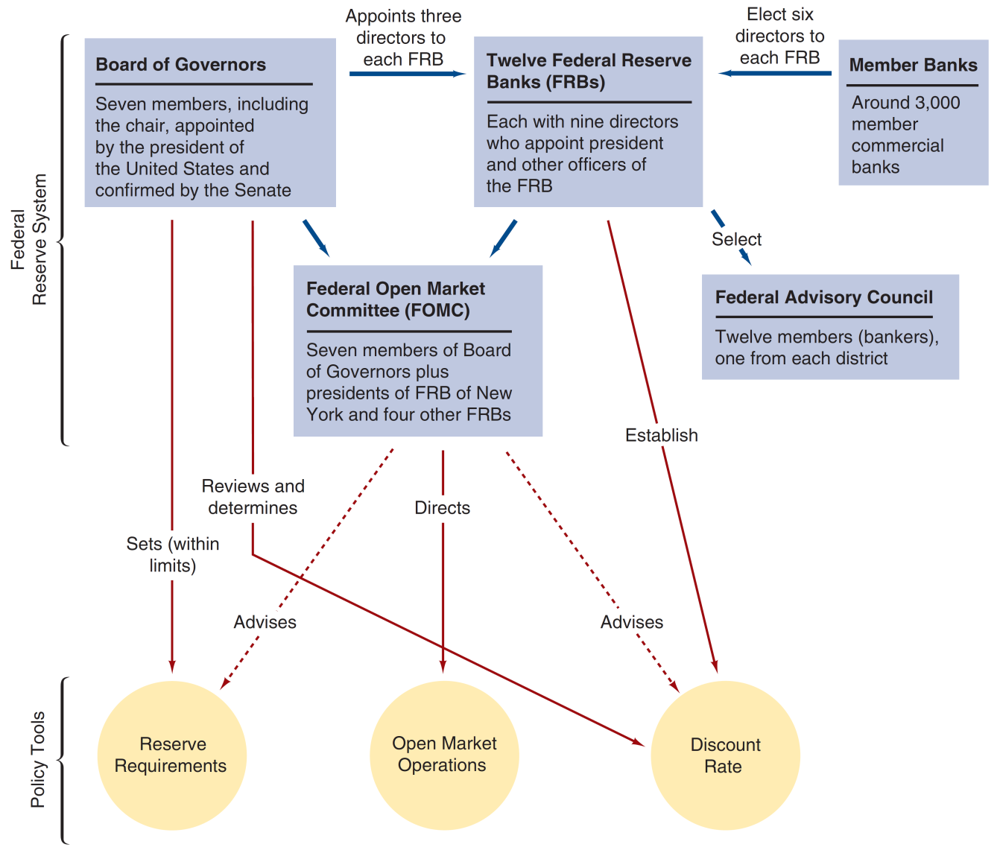 Appoints three
directors to
each FRB
Elect six
directors to
each FRB
Board of Governors
Seven members, including
the chair, appointed
by the president of
the United States and
confirmed by the Senate
Twelve Federal Reserve
Banks (FRBs)
Each with nine directors
who appoint president
and other officers of
the FRB
Member Banks
Around 3,000
member
commercial
banks
Federal
Reserve System
Select
Federal Open Market
Committee (FOMC)
Seven members of Board
of Governors plus
presidents of FRB of New
York and four other FRBs
Federal Advisory Council
Twelve members (bankers),
one from each district
Establish
Reviews and
determines
Directs
Sets (within
limits)
Advises
Advises
Policy Tools
Reserve
Requirements
Open Market
Operations
Discount
Rate